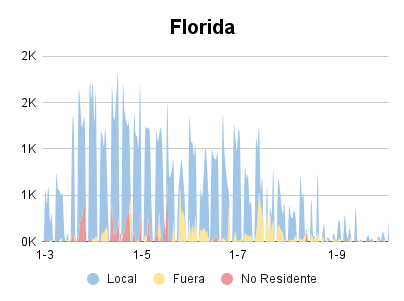 Florida
2K
2K
1K
1K
0K
1-3
1-5
1-7
1-9
Local
Fuera
No Residente